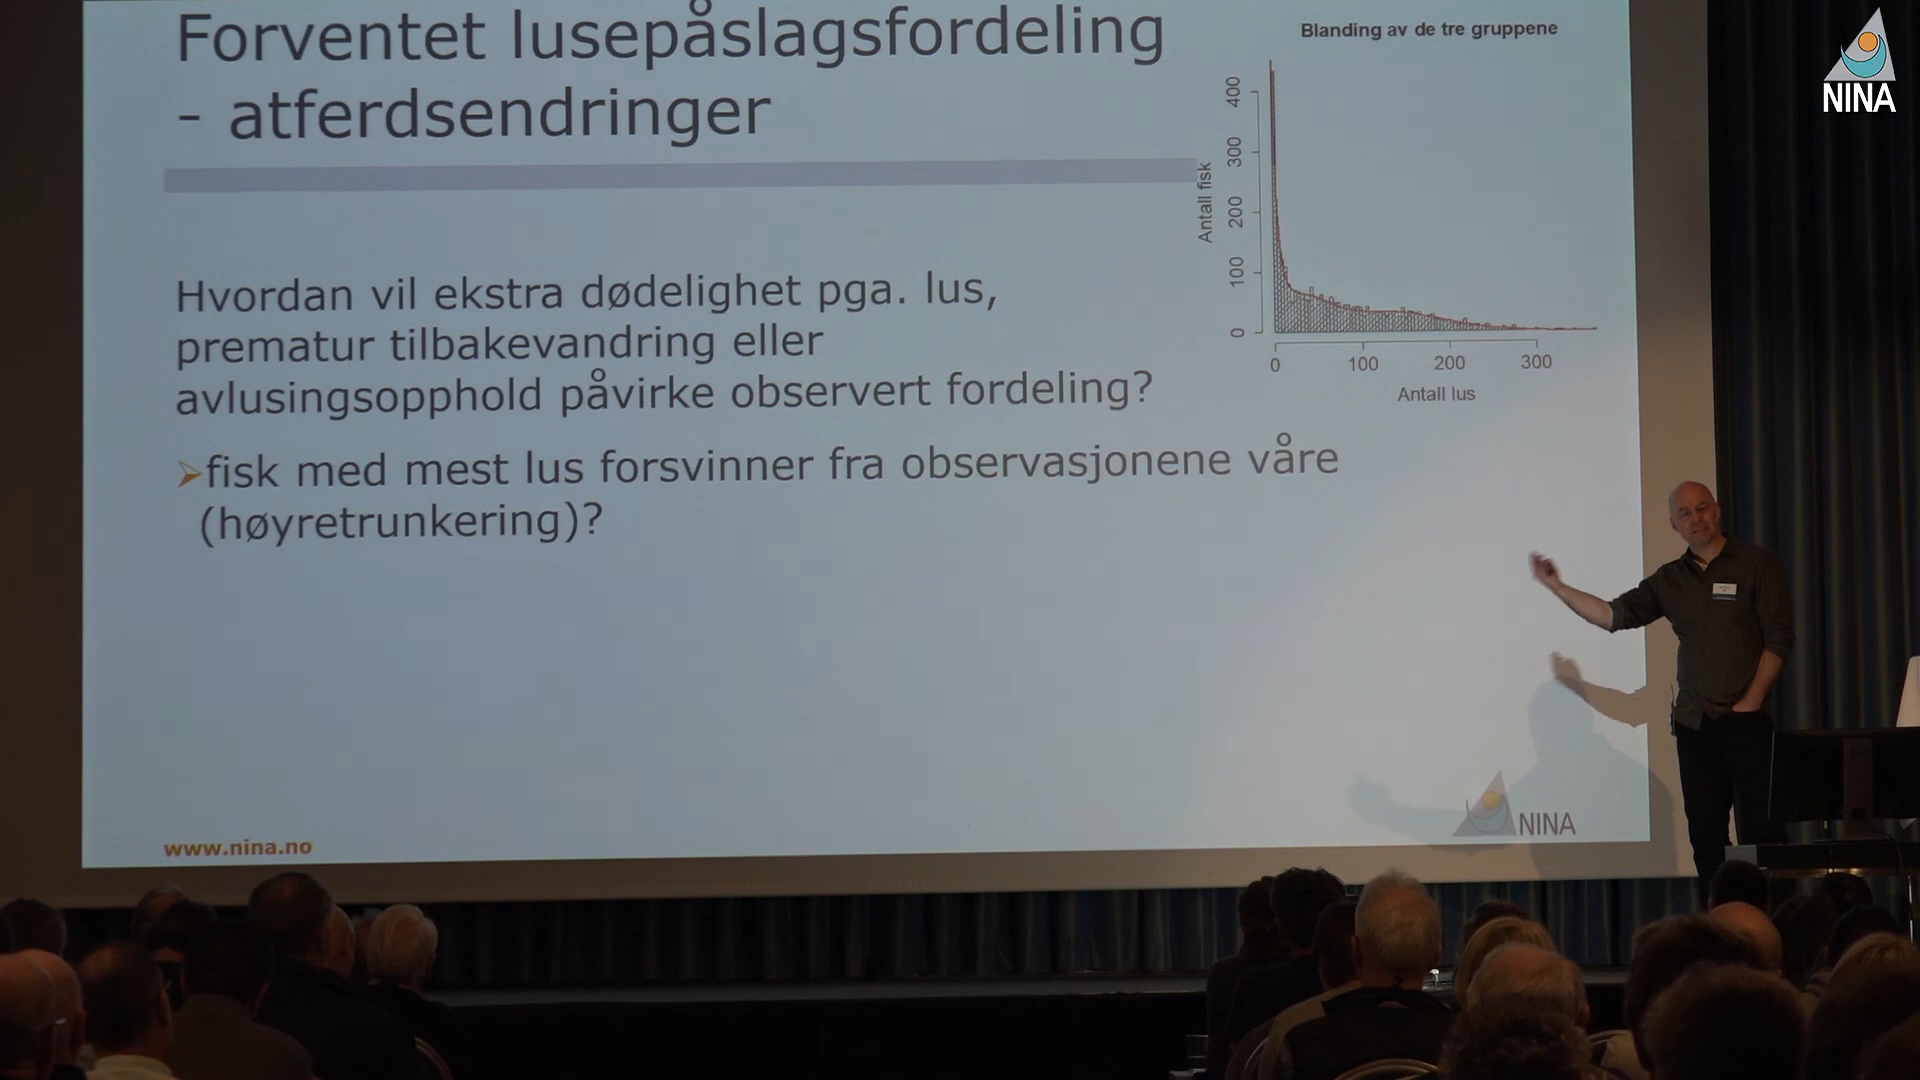 Forventet lusepåslagsfordeling
- atferdsendringer
Blanding av de tre gruppene
Antall fisk
400
300
200
100
0
0 100 200 300
Antall lus
Hvordan vil ekstra dødelighet pga. lus,
prematur tilbakevandring eller
avlusingsopphold påvirke observert fordeling?
fisk med mest lus forsvinner fra observasjonene våre
(høyretrunkering)?
www.nina.no
NINA
NINA